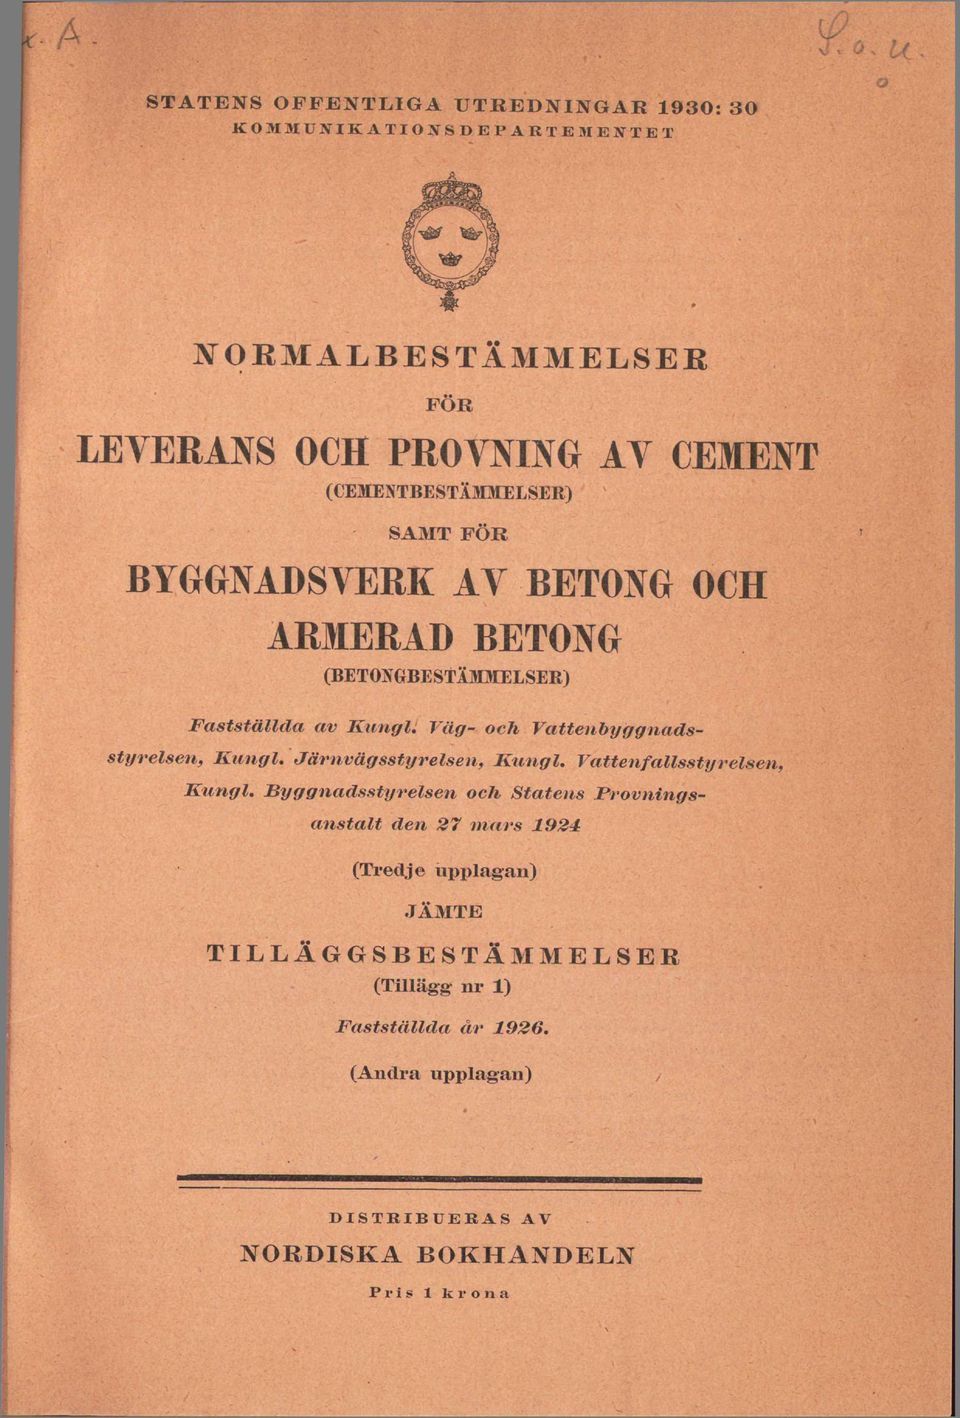 A.
S. o. u.
STATENS OFFENTLIGA UTREDNINGAR 1930: 30
KOMMUNIKATIONSDEPARTEMENTET
NORMALBESTÄMMELSER
FÖR
LEVERANS OCH PROVNING AV CEMENT
(CEMENTBESTÄMMELSER)
SAMT FÖR
BYGGNADSVERK AV BETONG OCH
ARMERAD BETONG
(BETONGBESTÄMMELSER)
Fastställda av Kungl. Väg- och Vattenbyggnads-
styrelsen, Kungl. Järnvägsstyrelsen, Kungl. Vattenfallsstyrelsen,
Kungl. Byggnadsstyrelsen och Statens Provnings-
anstalt den 27 mars 1924
(Tredje upplagan)
JÄMTE
TILLÄGGSBESTÄMMELSER
(Tillägg nr 1)
Fastställda år 1926.
(Andra upplagan)
DISTRIBUERAS AV
NORDISKA BOKHANDELN
Pris 1 krona